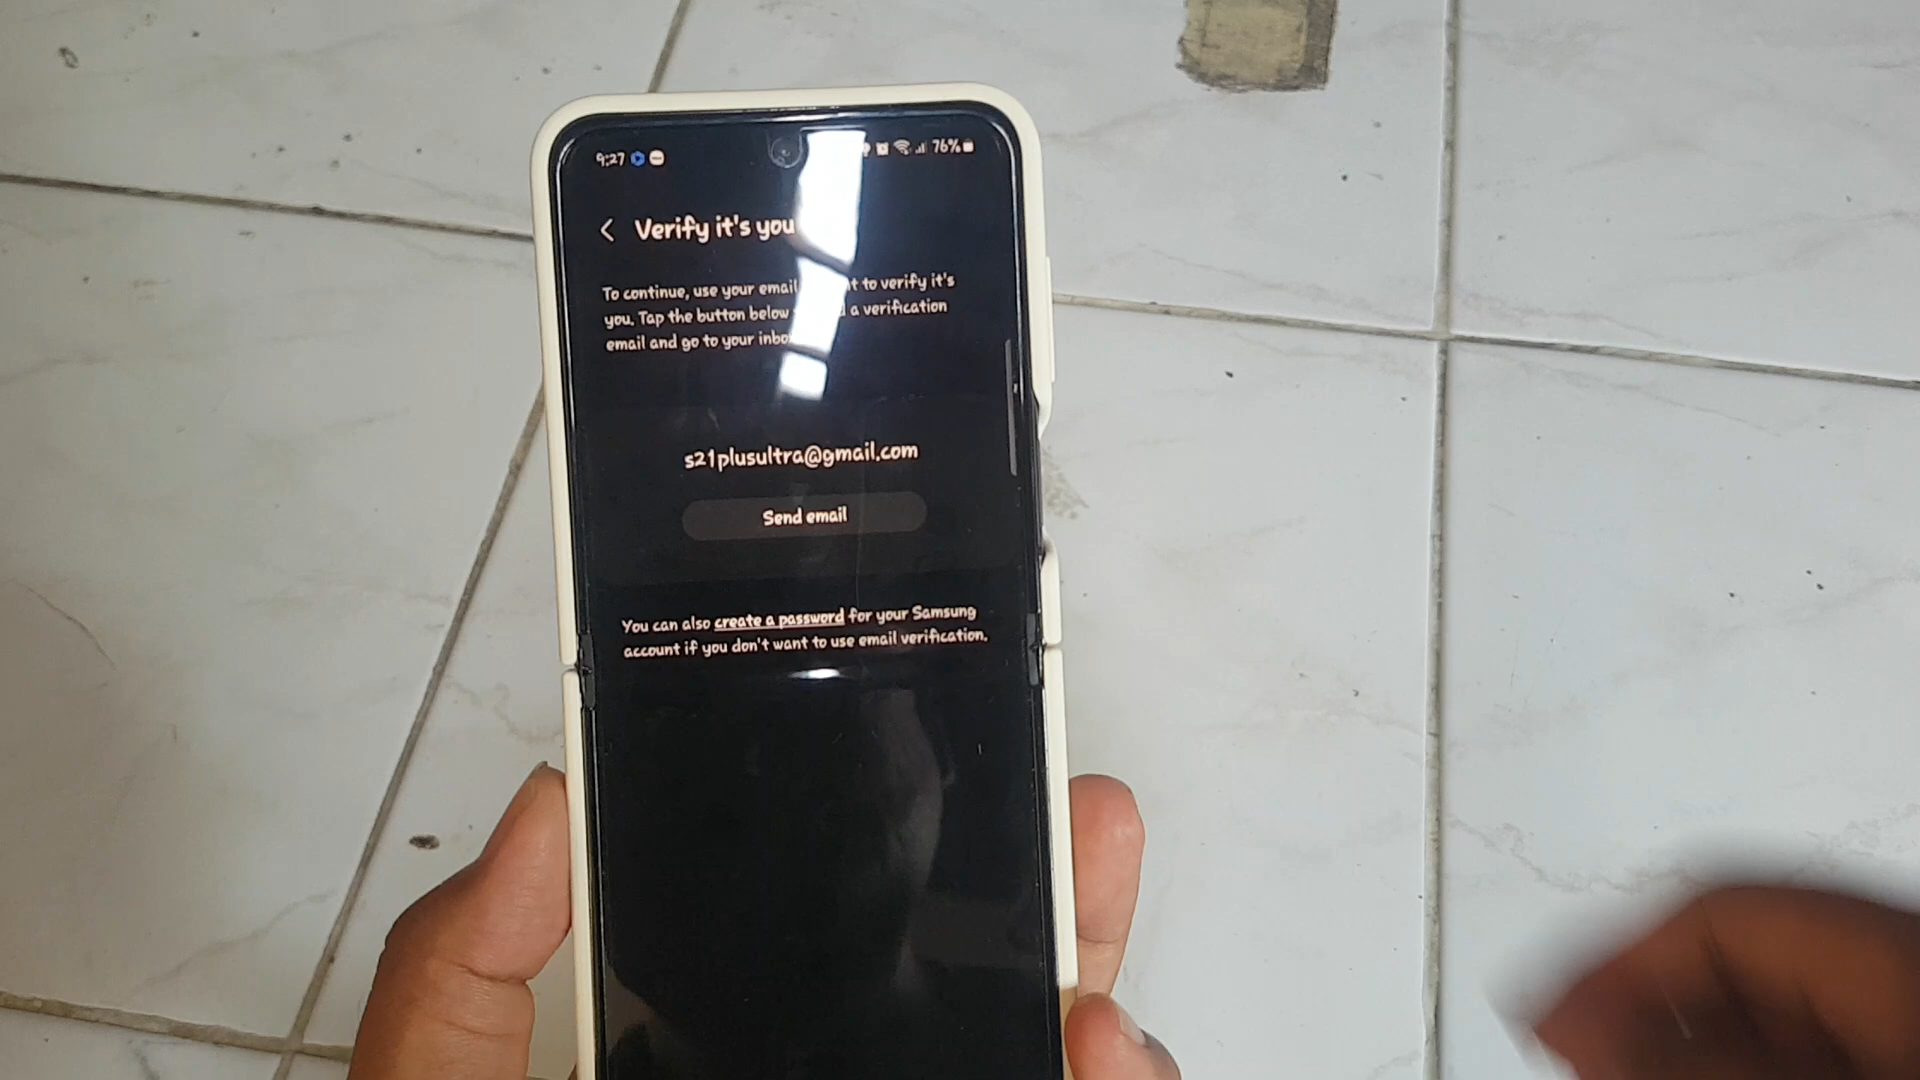 9:27 76%
Verify it's you
To continue, use your email to verify it's
you. Tap the button below a verification
email and go to your
s21plusultra@gmail.com
Send email
You can also create a password for your Samsung
account if you don't want to use email verification.